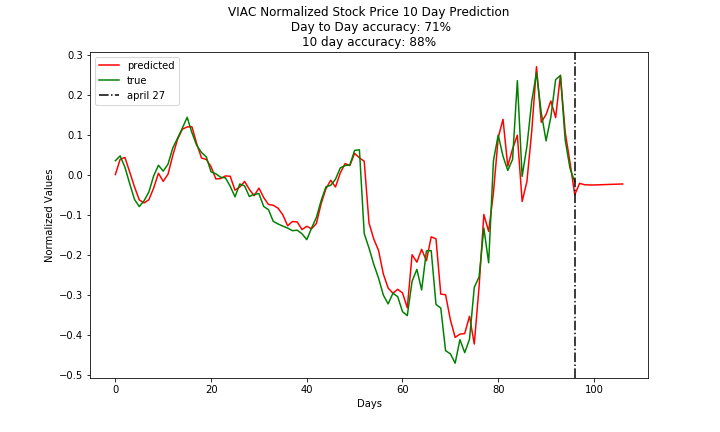 VIAC Normalized Stock Price 10 Day Prediction
Day to Day accuracy: 71%
10 day accuracy: 88%
predicted
true
april 27
Normalized Values
0.3
0.2
0.1
0.0
−0.1
−0.2
−0.3
−0.4
−0.5
0 20 40 60 80 100
Days